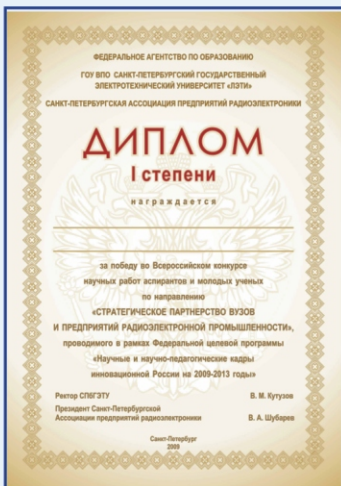 ФЕДЕРАЛЬНОЕ АГЕНТСТВО ПО ОБРАЗОВАНИЮ
ГОУ ВПО САНКТ-ПЕТЕРБУРГСКИЙ ГОСУДАРСТВЕННЫЙ
ЭЛЕКТРОТЕХНИЧЕСКИЙ УНИВЕРСИТЕТ «ЛЭТИ»
САНКТ-ПЕТЕРБУРГСКАЯ АССОЦИАЦИЯ ПРЕДПРИЯТИЙ РАДИОЭЛЕКТРОНИКИ
ДИПЛОМ
I степени
награждается
за победу во Всероссийском конкурсе
научных работ аспирантов и молодых ученых
по направлению
«СТРАТЕГИЧЕСКОЕ ПАРТНЕРСТВО ВУЗОВ
И ПРЕДПРИЯТИЙ РАДИОЭЛЕКТРОННОЙ ПРОМЫШЛЕННОСТИ»,
проводимого в рамках Федеральной целевой программы
«Научные и научно-педагогические кадры
инновационной России на 2009-2013 годы»
Ректор СПбГЭТУ В. М. Кутузов
Президент Санкт-Петербургской
Ассоциации предприятий радиоэлектроники В. А. Шубарев
Санкт-Петербург
2009